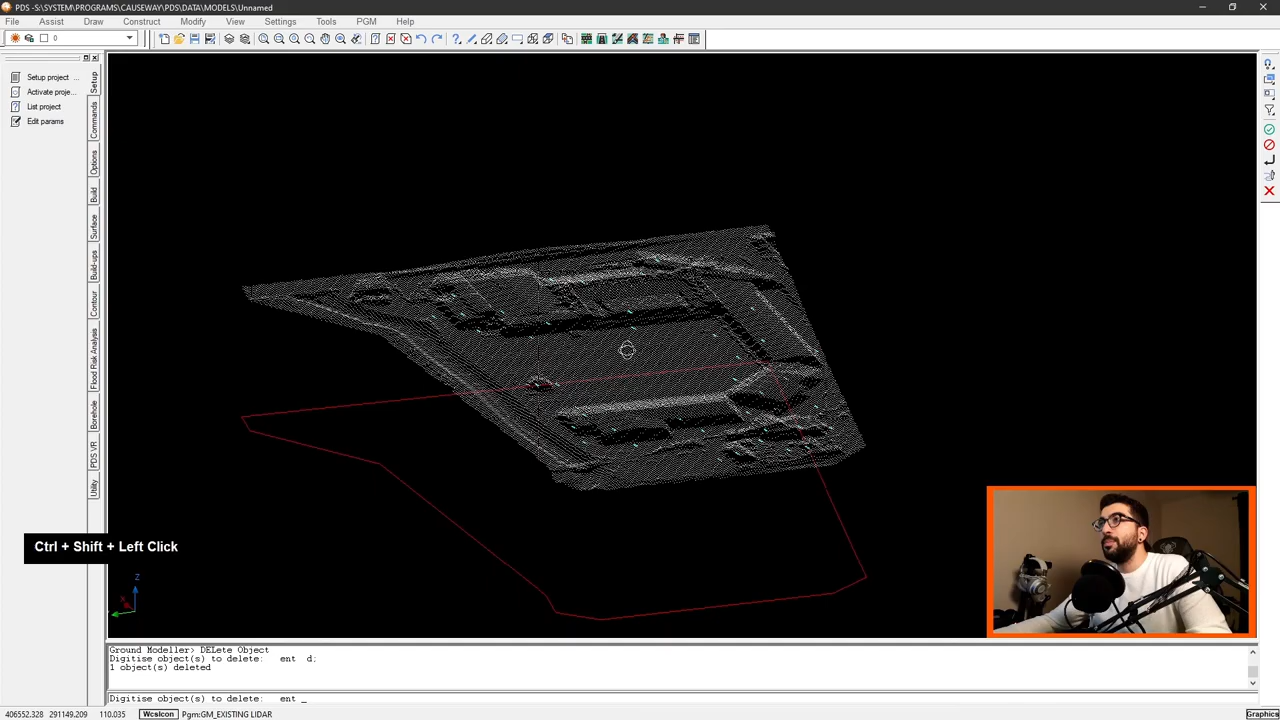 PDS -S:\SYSTEM\PROGRAMS\CAUSEWAY\PDS\DATA\MODELS\Unnamed
File Assist Draw Construct Modify View Settings Tools PGM Help
0
Setup project ...
Activate proje...
List project
Edit params
Setup
Commands
Options
Build
Surface
Build-ups
Contour
Flood Risk Analysis
Borehole
PDS VR
Utility
Ctrl + Shift + Left Click
Z
X
Ground Modeller> DELete Object
Digitise object(s) to delete: ent d:
1 object(s) deleted
Digitise object(s) to delete: ent _
406552.328 291149.209 110.035 WcsIcon Pgm:GM_EXISTING LIDAR Graphics